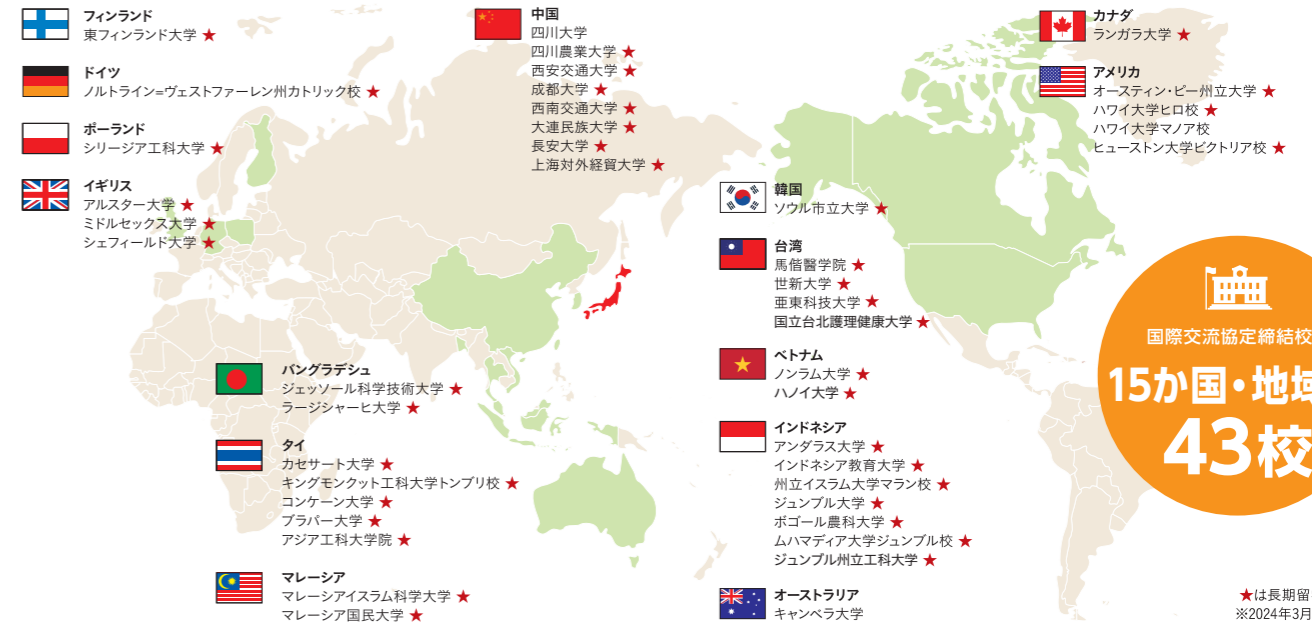 フィンランド
東フィンランド大学 ★
ドイツ
ノルトライン=ヴェストファーレン州カトリック校 ★
ポーランド
シリージア工科大学 ★
イギリス
アルスター大学 ★
ミドルセックス大学 ★
シェフィールド大学 ★
中国
四川大学
四川農業大学 ★
西安交通大学 ★
成都大学 ★
西南交通大学 ★
大連民族大学 ★
長安大学 ★
上海対外経貿大学 ★
バングラデシュ
ジェッソール科学技術大学 ★
ラージシャーヒ大学 ★
タイ
カセサート大学 ★
キングモンクット工科大学トンブリ校 ★
コンケーン大学 ★
ブラパー大学 ★
アジア工科大学院 ★
マレーシア
マレーシアイスラム科学大学 ★
マレーシア国民大学 ★
カナダ
ランガラ大学 ★
アメリカ
オースティン・ピー州立大学 ★
ハワイ大学ヒロ校 ★
ハワイ大学マノア校
ヒューストン大学ビクトリア校 ★
韓国
ソウル市立大学 ★
台湾
馬偕醫学院 ★
世新大学 ★
亜東科技大学 ★
国立台北護理健康大学 ★
ベトナム
ノンラム大学 ★
ハノイ大学 ★
インドネシア
アンダラス大学 ★
インドネシア教育大学 ★
州立イスラム大学マラン校 ★
ジュンブル大学 ★
ボゴール農科大学 ★
ムハマディア大学ジュンブル校 ★
ジュンブル州立工科大学 ★
オーストラリア
キャンベラ大学
国際交流協定締結校
15か国・地域
43校
★は長期留
※2024年3月